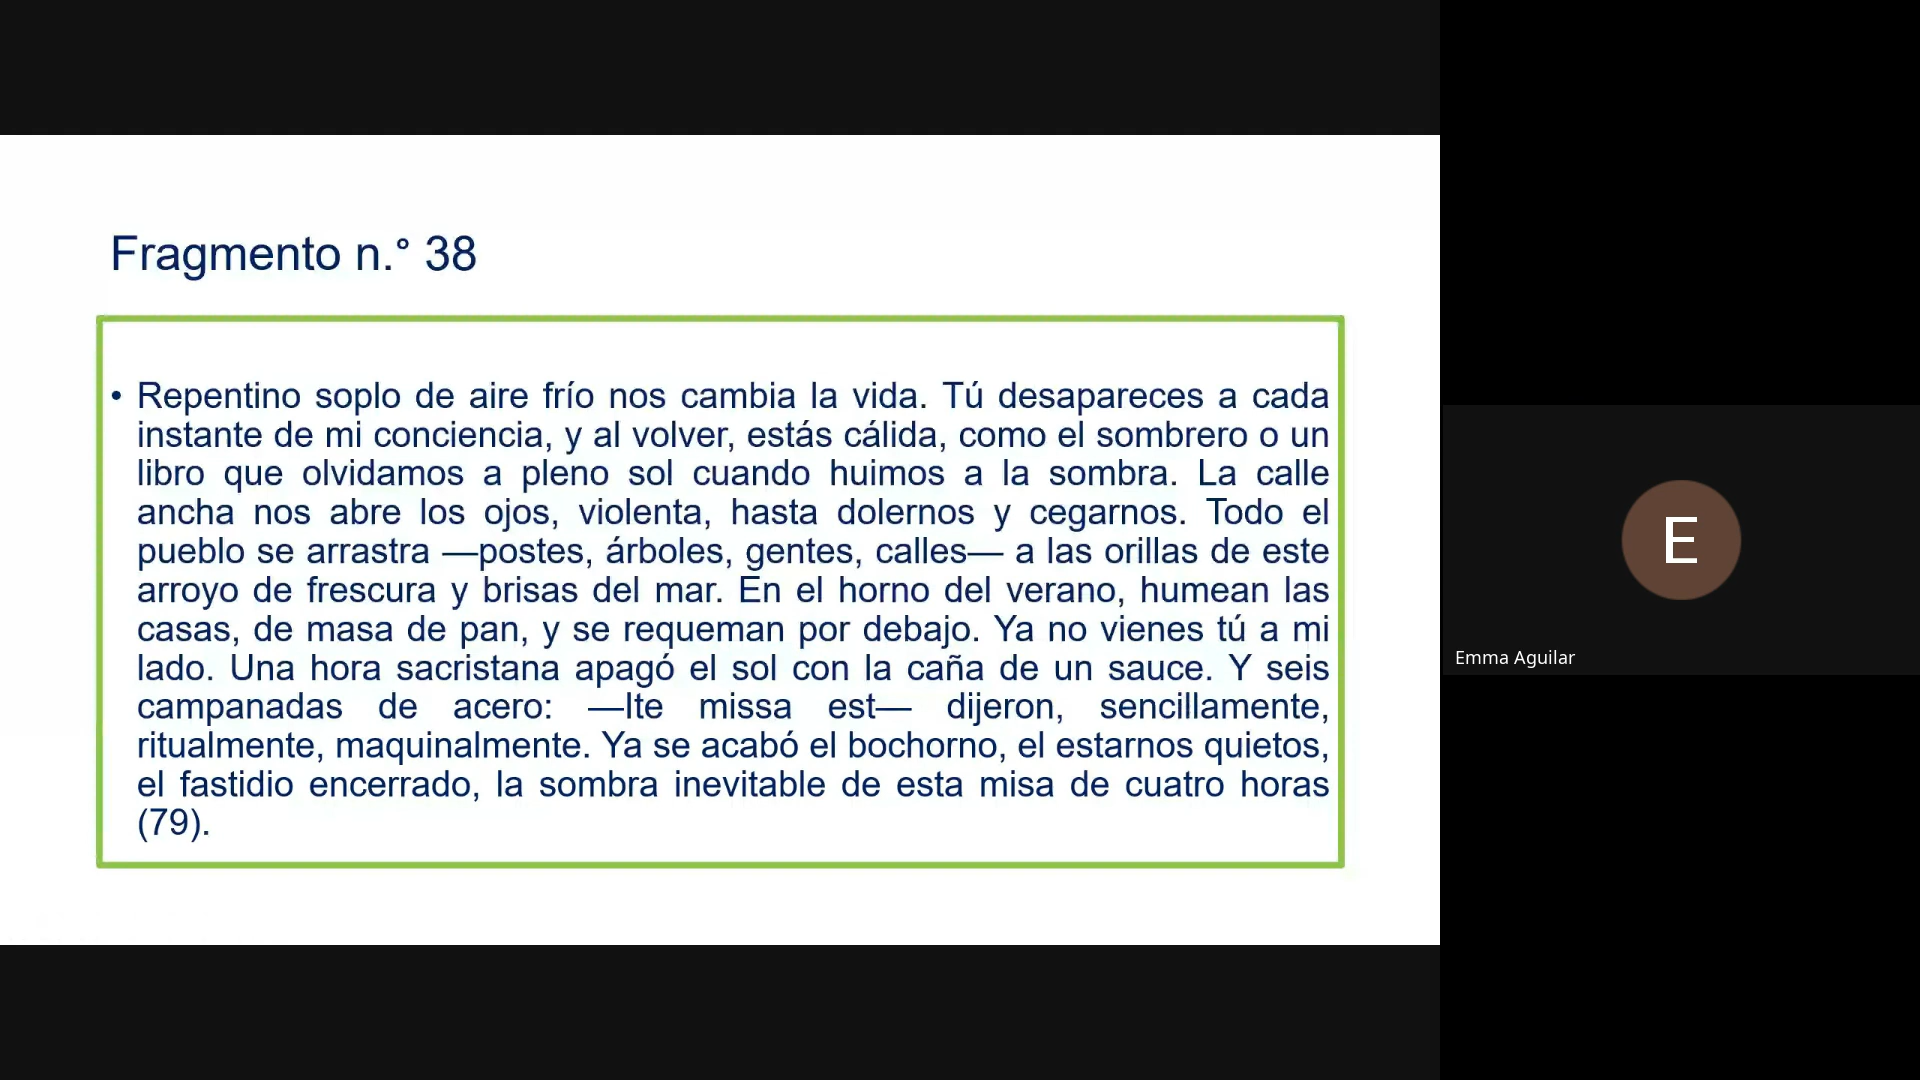 Fragmento n.° 38
• Repentino soplo de aire frío nos cambia la vida. Tú desapareces a cada
instante de mi conciencia, y al volver, estás cálida, como el sombrero o un
libro que olvidamos a pleno sol cuando huimos a la sombra. La calle
ancha nos abre los ojos, violenta, hasta dolernos y cegarnos. Todo el
pueblo se arrastra —postes, árboles, gentes, calles— a las orillas de este
arroyo de frescura y brisas del mar. En el horno del verano, humean las
casas, de masa de pan, y se requeman por debajo. Ya no vienes tú a mi
lado. Una hora sacristana apagó el sol con la caña de un sauce. Y seis
campanadas de acero: —Ite missa est— dijeron, sencillamente,
ritualmente, maquinalmente. Ya se acabó el bochorno, el estarnos quietos,
el fastidio encerrado, la sombra inevitable de esta misa de cuatro horas
(79).
E
Emma Aguilar